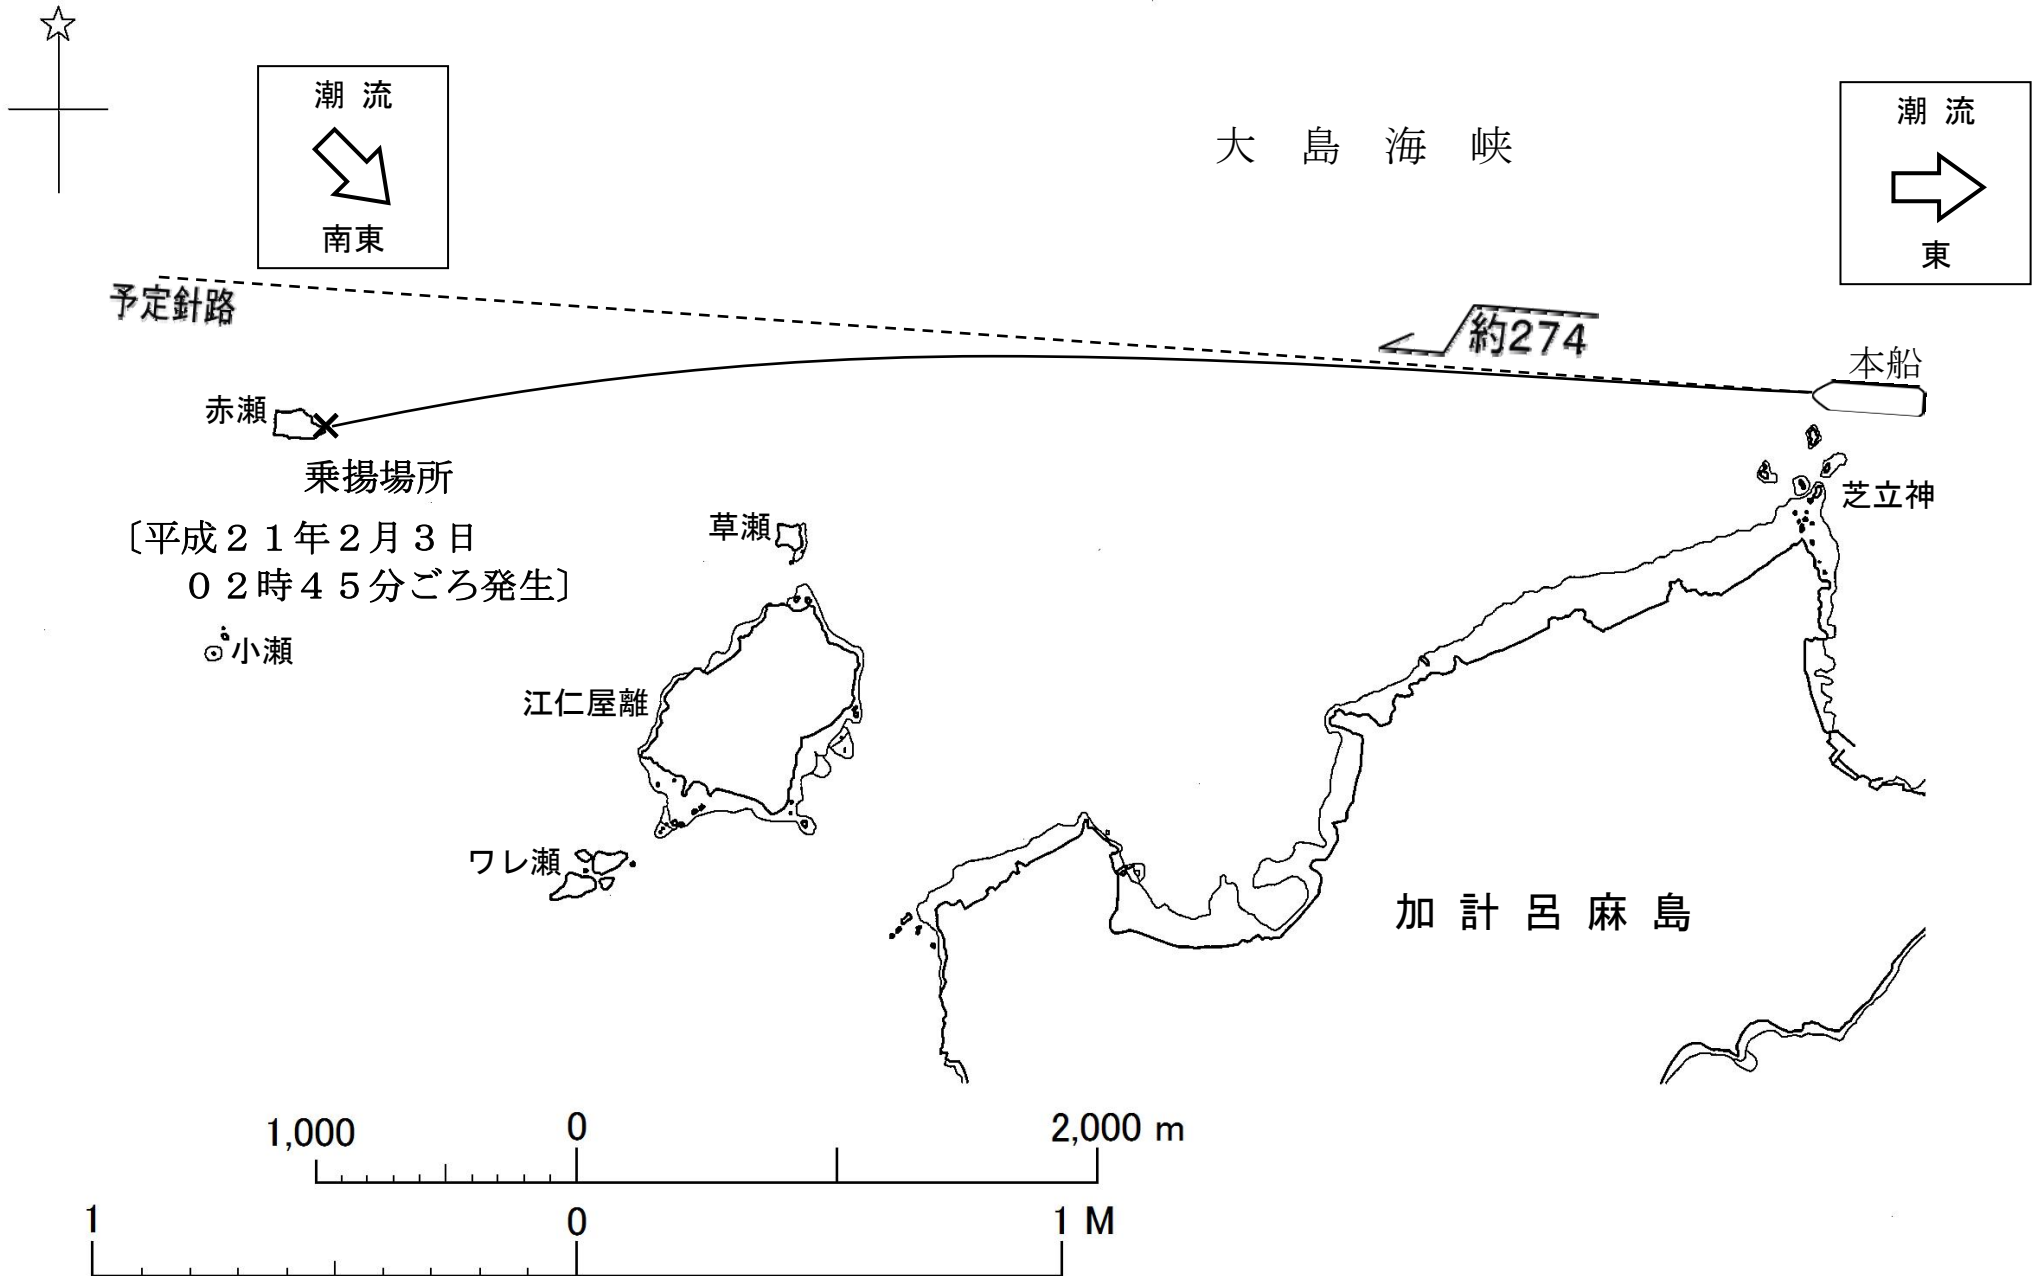 潮 流
南東
潮 流
東
大 島 海 峡
予定針路
約274
本船
赤瀬
乗揚場所
〔平成２１年２月３日
０２時４５分ごろ発生〕
草瀬
芝立神
小瀬
江仁屋離
ワレ瀬
加 計 呂 麻 島
1,000 0 2,000 m
1 0 1 M